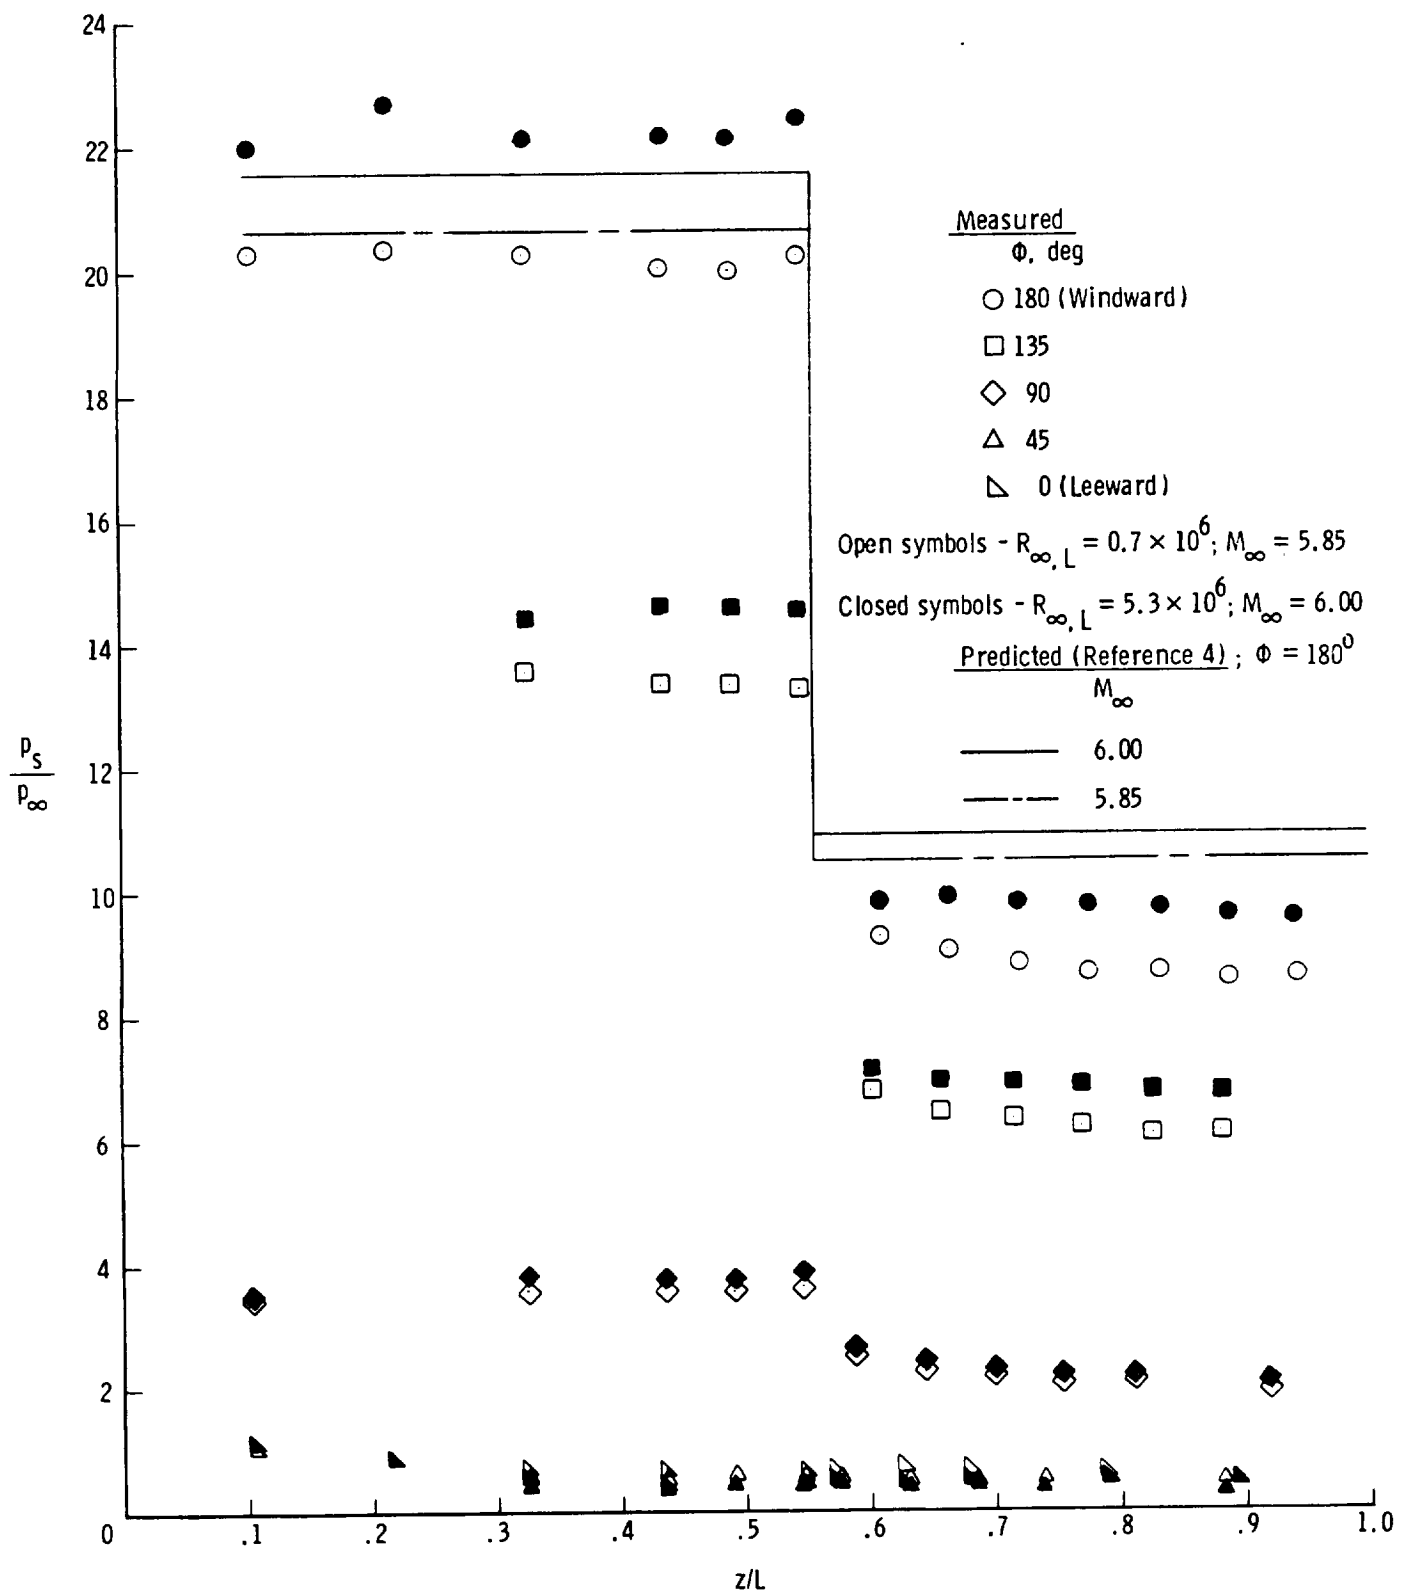 24
22
20
18
16
14
12
10
8
6
4
2
0
p_s
p_∞
Measured
Φ, deg
180 (Windward)
135
90
45
0 (Leeward)
Open symbols - R_∞,L = 0.7 × 10^6; M_∞ = 5.85
Closed symbols - R_∞,L = 5.3 × 10^6; M_∞ = 6.00
Predicted (Reference 4) ; Φ = 180^0
M_∞
6.00
5.85
.1 .2 .3 .4 .5 .6 .7 .8 .9 1.0
z/L